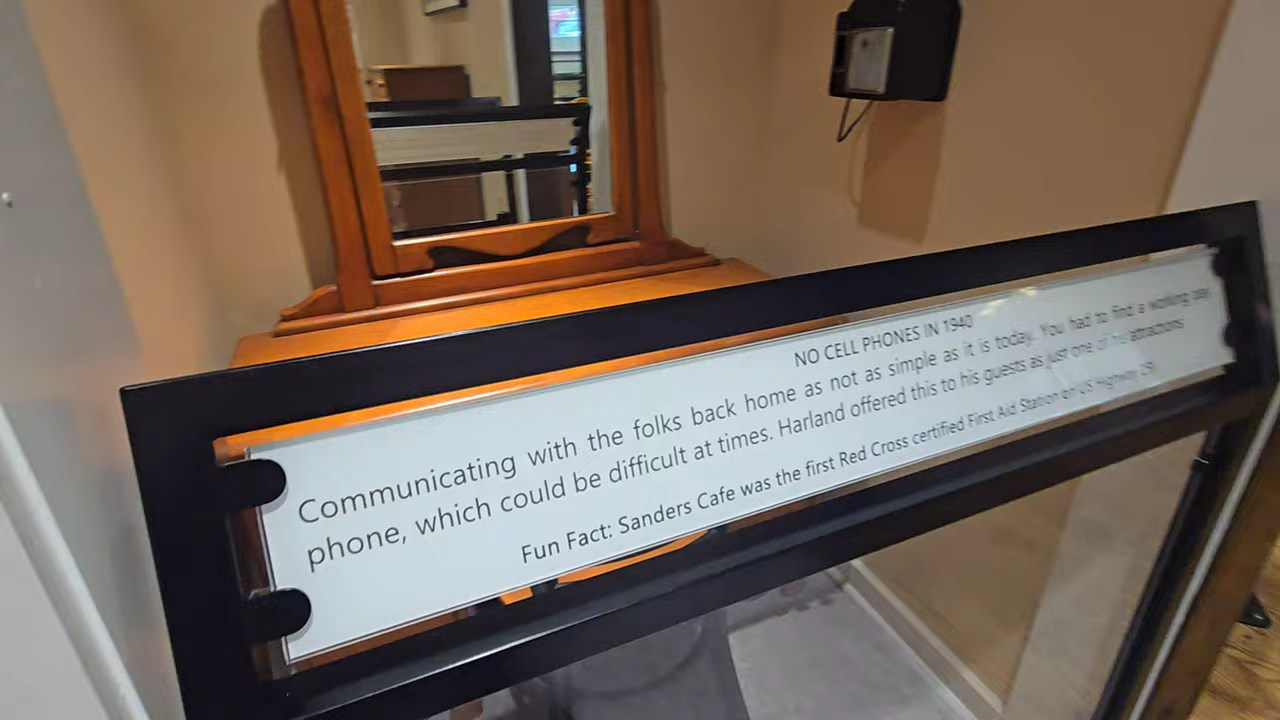 NO CELL PHONES IN 1940
Communicating with the folks back home as not as simple as it is today. You had to find a working pay
phone, which could be difficult at times. Harland offered this to his guests as just one of his attractions
Fun Fact: Sanders Cafe was the first Red Cross certified First Aid Station on US Highway